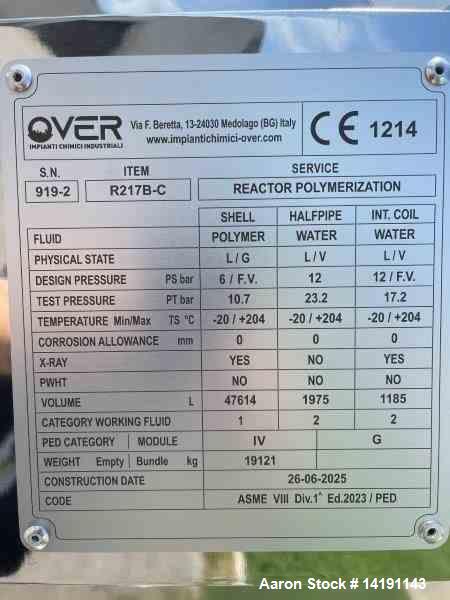 OVER
IMPIANTI CHIMICI INDUSTRIALI
Via F. Beretta, 13-24030 Medolago (BG) Italy
www.impiantichimici-over.com
CE 1214
S.N. ITEM SERVICE
919-2 R217B-C REACTOR POLYMERIZATION
SHELL HALFPIPE INT. COIL
FLUID POLYMER WATER WATER
PHYSICAL STATE L / G L / V L / V
DESIGN PRESSURE PS bar 6 / F.V. 12 12 / F.V.
TEST PRESSURE PT bar 10.7 23.2 17.2
TEMPERATURE Min/Max TS °C -20 / +204 -20 / +204 -20 / +204
CORROSION ALLOWANCE mm 0 0 0
X-RAY YES NO YES
PWHT NO NO NO
VOLUME L 47614 1975 1185
CATEGORY WORKING FLUID 1 2 2
PED CATEGORY MODULE IV G
WEIGHT Empty Bundle kg 19121
CONSTRUCTION DATE 26-06-2025
CODE ASME VIII Div.1^ Ed.2023 / PED
Aaron Stock # 14191143